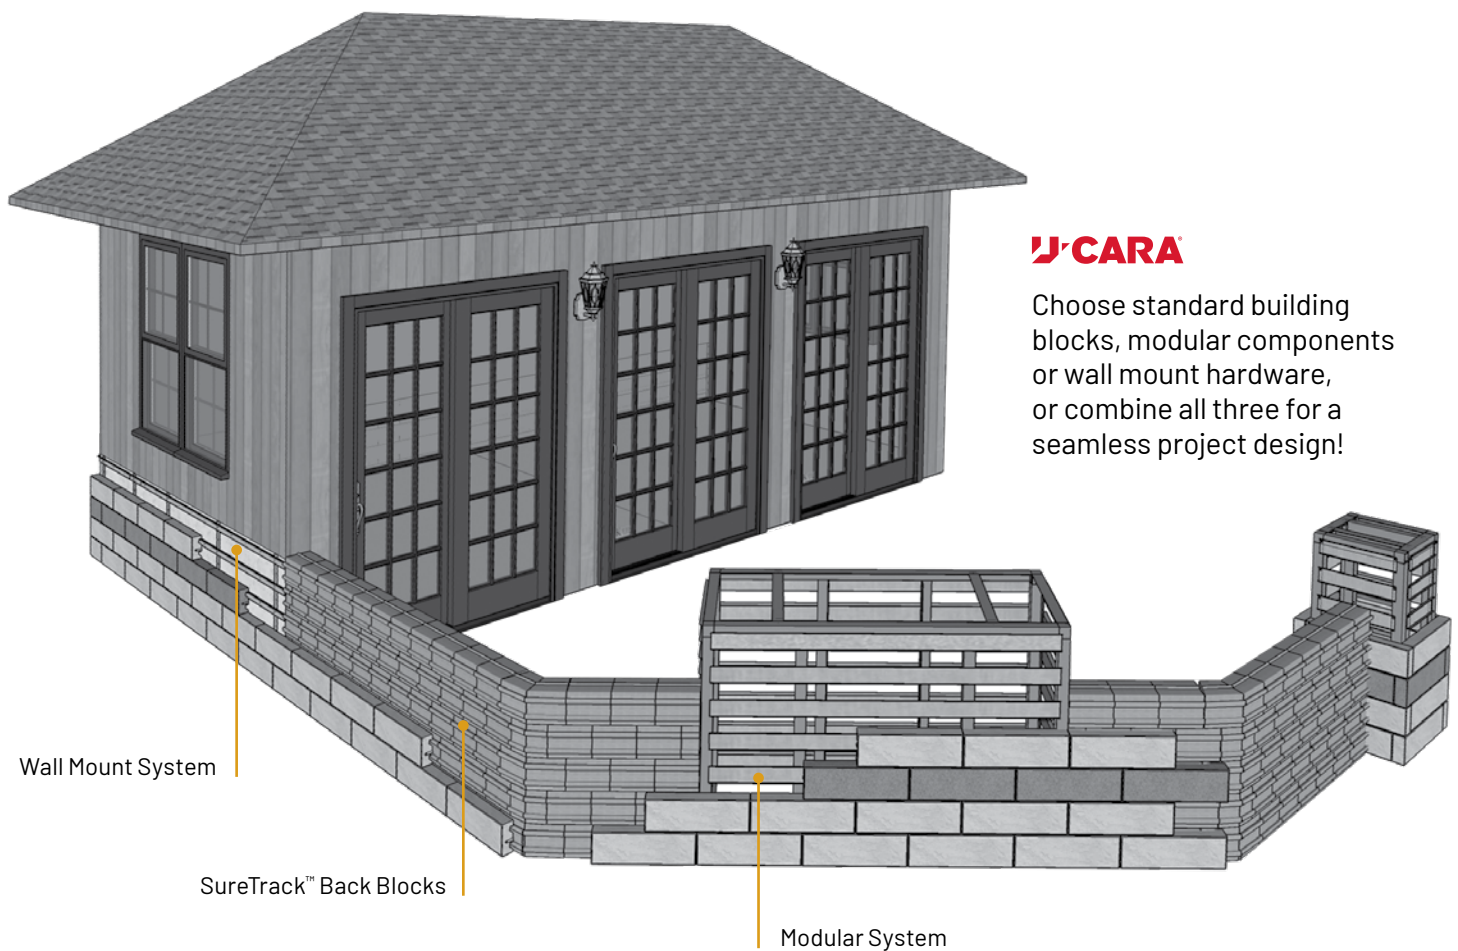 U-CARA®
Choose standard building
blocks, modular components
or wall mount hardware,
or combine all three for a
seamless project design!
Wall Mount System
SureTrack™ Back Blocks
Modular System